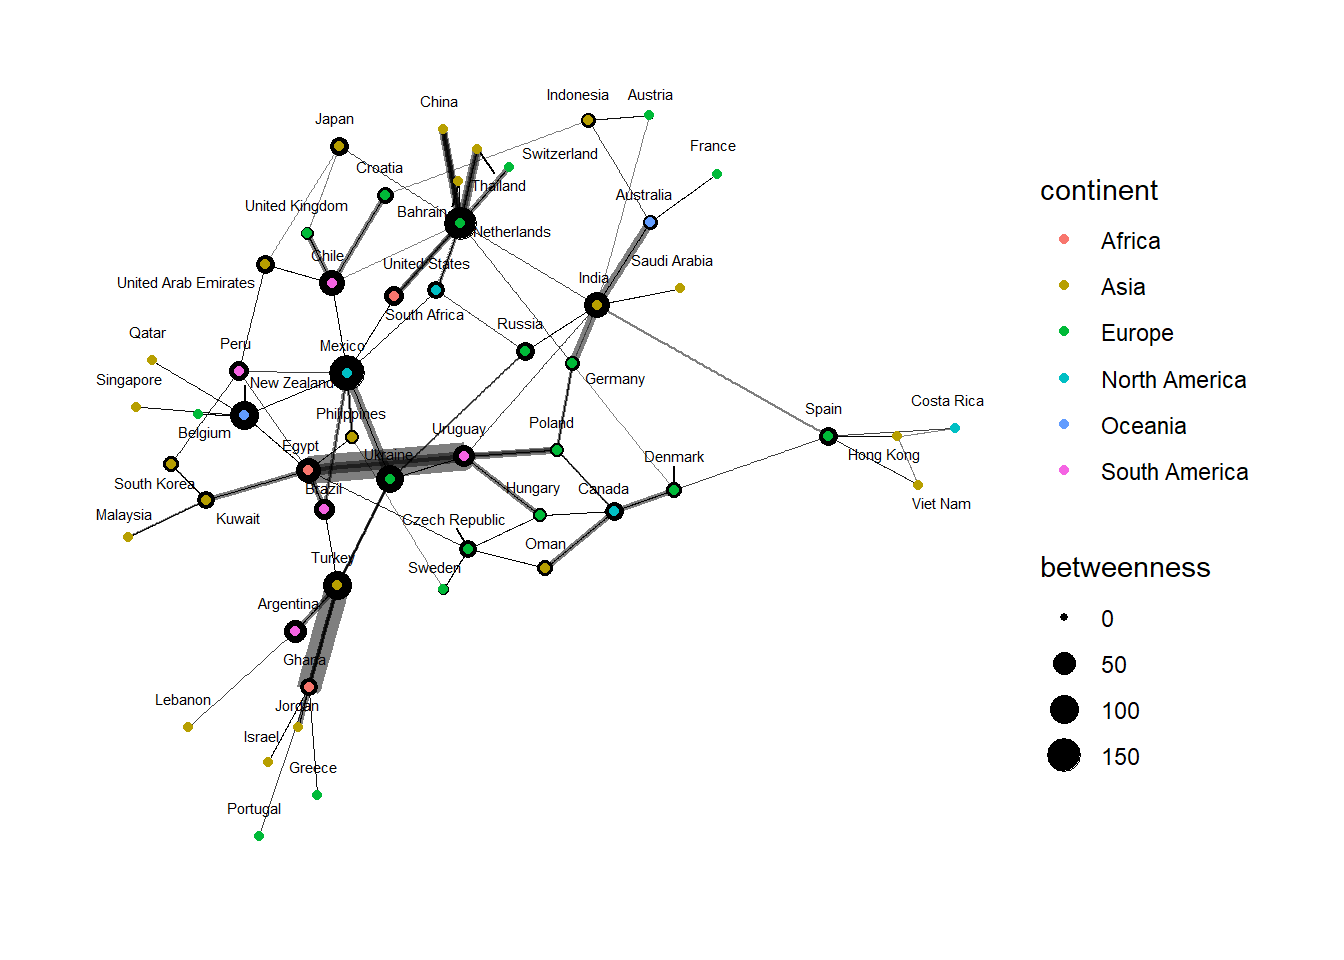 China
Indonesia
Austria
Japan
France
Croatia
Switzerland
Thailand
Australia
United Kingdom
Bahrain
Netherlands
Chile
United States
Saudi Arabia
United Arab Emirates
India
South Africa
Russia
Qatar
Peru
Mexico
Singapore
New Zealand
Germany
Philippines
Costa Rica
Belgium
Uruguay
Poland
Spain
Egypt
Ukraine
Hong Kong
Denmark
South Korea
Brazil
Hungary
Canada
Viet Nam
Malaysia
Kuwait
Czech Republic
Oman
Turkey
Sweden
Argentina
Ghana
Lebanon
Jordan
Israel
Greece
Portugal
continent
Africa
Asia
Europe
North America
Oceania
South America
betweenness
0
50
100
150